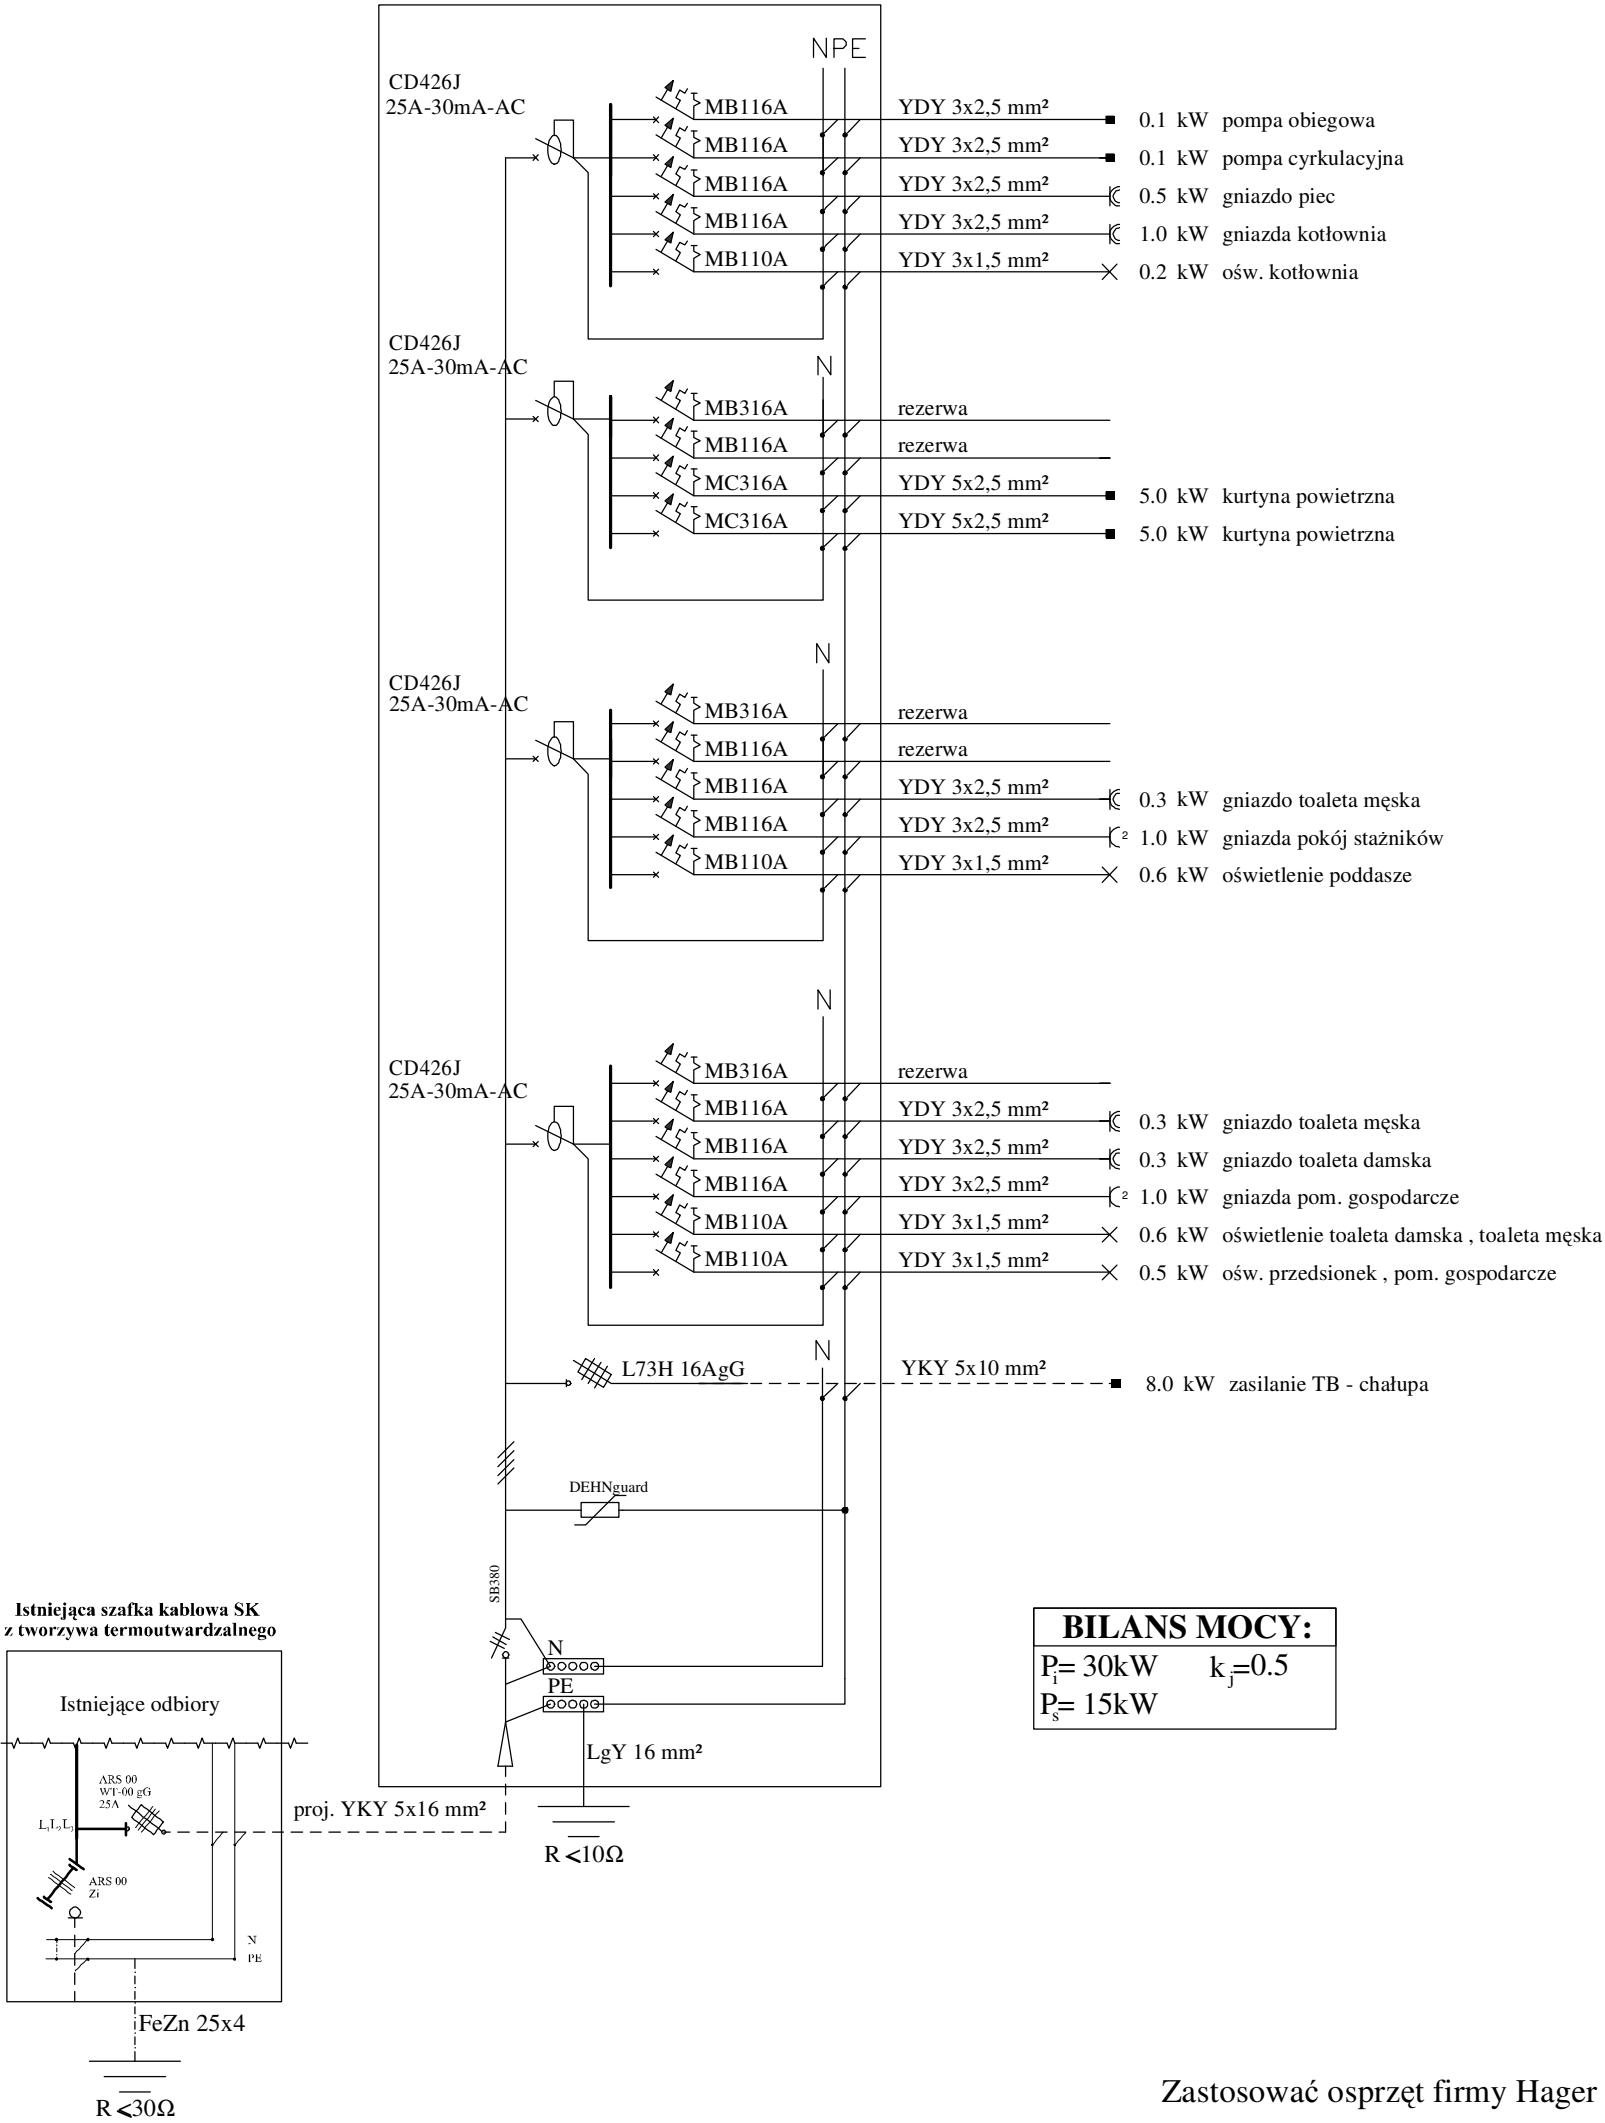 NPE
CD426J
25A-30mA-AC
MB116A YDY 3x2,5 mm² 0.1 kW pompa obiegowa
MB116A YDY 3x2,5 mm² 0.1 kW pompa cyrkulacyjna
MB116A YDY 3x2,5 mm² 0.5 kW gniazdo piec
MB116A YDY 3x2,5 mm² 1.0 kW gniazda kotłownia
MB110A YDY 3x1,5 mm² 0.2 kW ośw. kotłownia
CD426J
25A-30mA-AC
N
MB316A rezerwa
MB116A rezerwa
MC316A YDY 5x2,5 mm² 5.0 kW kurtyna powietrzna
MC316A YDY 5x2,5 mm² 5.0 kW kurtyna powietrzna
N
CD426J
25A-30mA-AC
MB316A rezerwa
MB116A rezerwa
MB116A YDY 3x2,5 mm² 0.3 kW gniazdo toaleta męska
MB116A YDY 3x2,5 mm² 2 1.0 kW gniazda pokój stażników
MB110A YDY 3x1,5 mm² 0.6 kW oświetlenie poddasze
N
CD426J
25A-30mA-AC
MB316A rezerwa
MB116A YDY 3x2,5 mm² 0.3 kW gniazdo toaleta męska
MB116A YDY 3x2,5 mm² 0.3 kW gniazdo toaleta damska
MB116A YDY 3x2,5 mm² 2 1.0 kW gniazda pom. gospodarcze
MB110A YDY 3x1,5 mm² 0.6 kW oświetlenie toaleta damska , toaleta męska
MB110A YDY 3x1,5 mm² 0.5 kW ośw. przedsionek , pom. gospodarcze
N
L73H 16AgG YKY 5x10 mm² 8.0 kW zasilanie TB - chałupa
DEHNguard
SB380
N
PE
LgY 16 mm²
R <10Ω
proj. YKY 5x16 mm²
Istniejąca szafka kablowa SK
z tworzywa termoutwardzalnego
Istniejące odbiory
ARS 00
WT-00 gG
25A
L₁L₂L₃
ARS 00
Zi
N
PE
FeZn 25x4
R <30Ω
BILANS MOCY:
Pi= 30kW kj=0.5
Ps= 15kW
Zastosować osprzęt firmy Hager